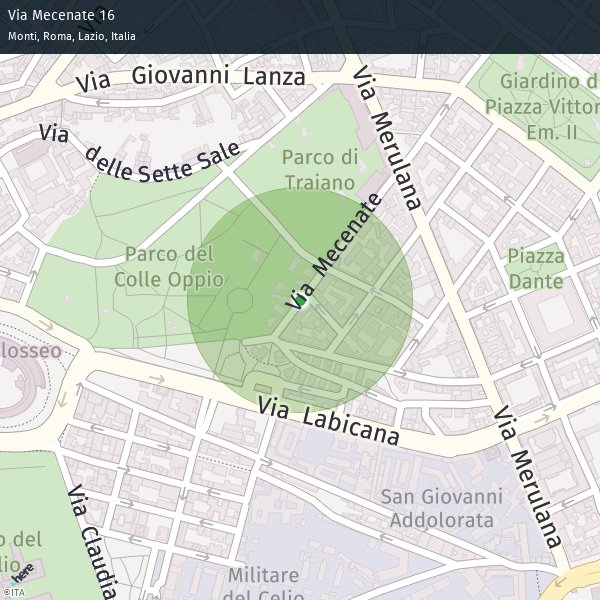 Via Mecenate 16
Monti, Roma, Lazio, Italia
Via
Via Giovanni Lanza
Via Merulana
Giardino d
Piazza Vittor
Em. II
Via delle Sette Sale
Parco di
Traiano
Via Mecenate
Parco del
Colle Oppio
Piazza
Dante
losseo
Via Labicana
Via Merulana
San Giovanni
Addolorata
Via Claudia
o del
elio
Militare
del Celio
here
©ITA